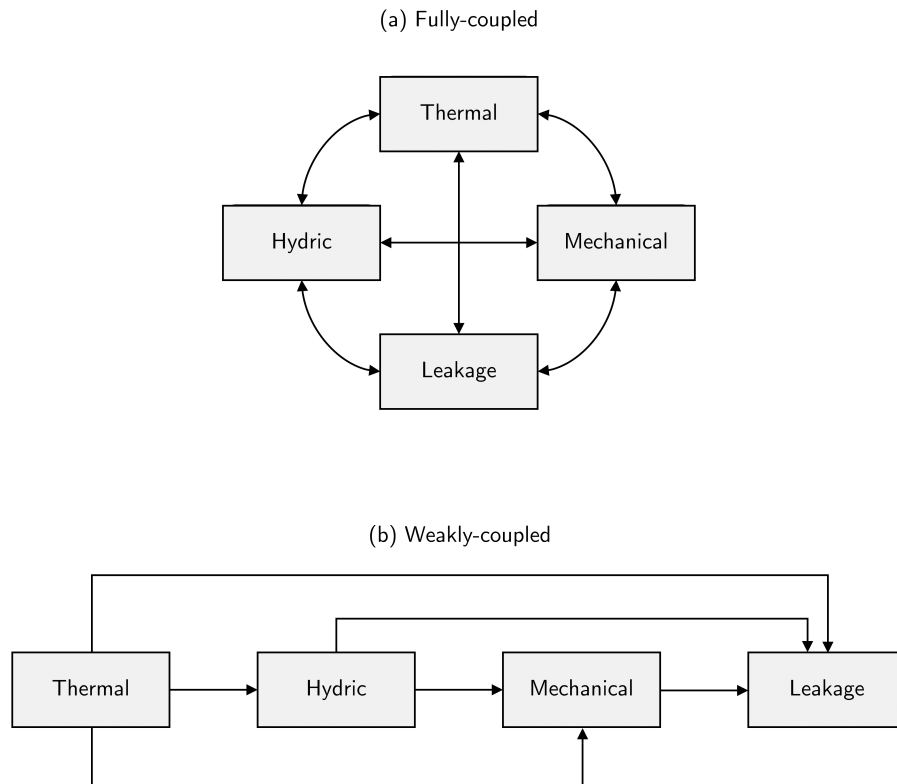 (a) Fully-coupled
Thermal
Hydric
Mechanical
Leakage
(b) Weakly-coupled
Thermal
Hydric
Mechanical
Leakage